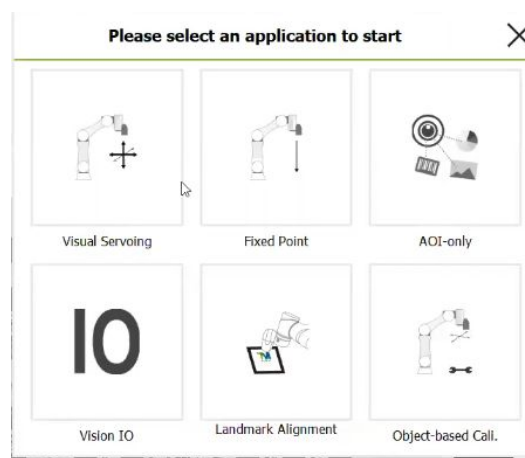 Please select an application to start
Visual Servoing
Fixed Point
AOI-only
IO
Vision IO
Landmark Alignment
Object-based Cali.